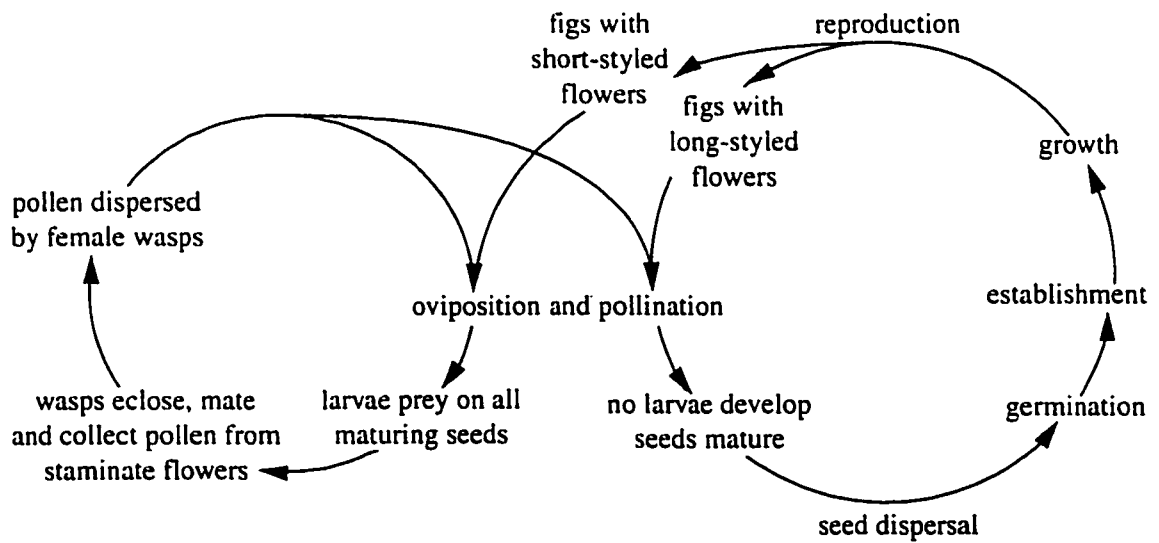 figs with
short-styled
flowers
reproduction
figs with
long-styled
flowers
growth
pollen dispersed
by female wasps
oviposition and pollination
establishment
wasps eclose, mate
and collect pollen from
staminate flowers
larvae prey on all
maturing seeds
no larvae develop
seeds mature
germination
seed dispersal